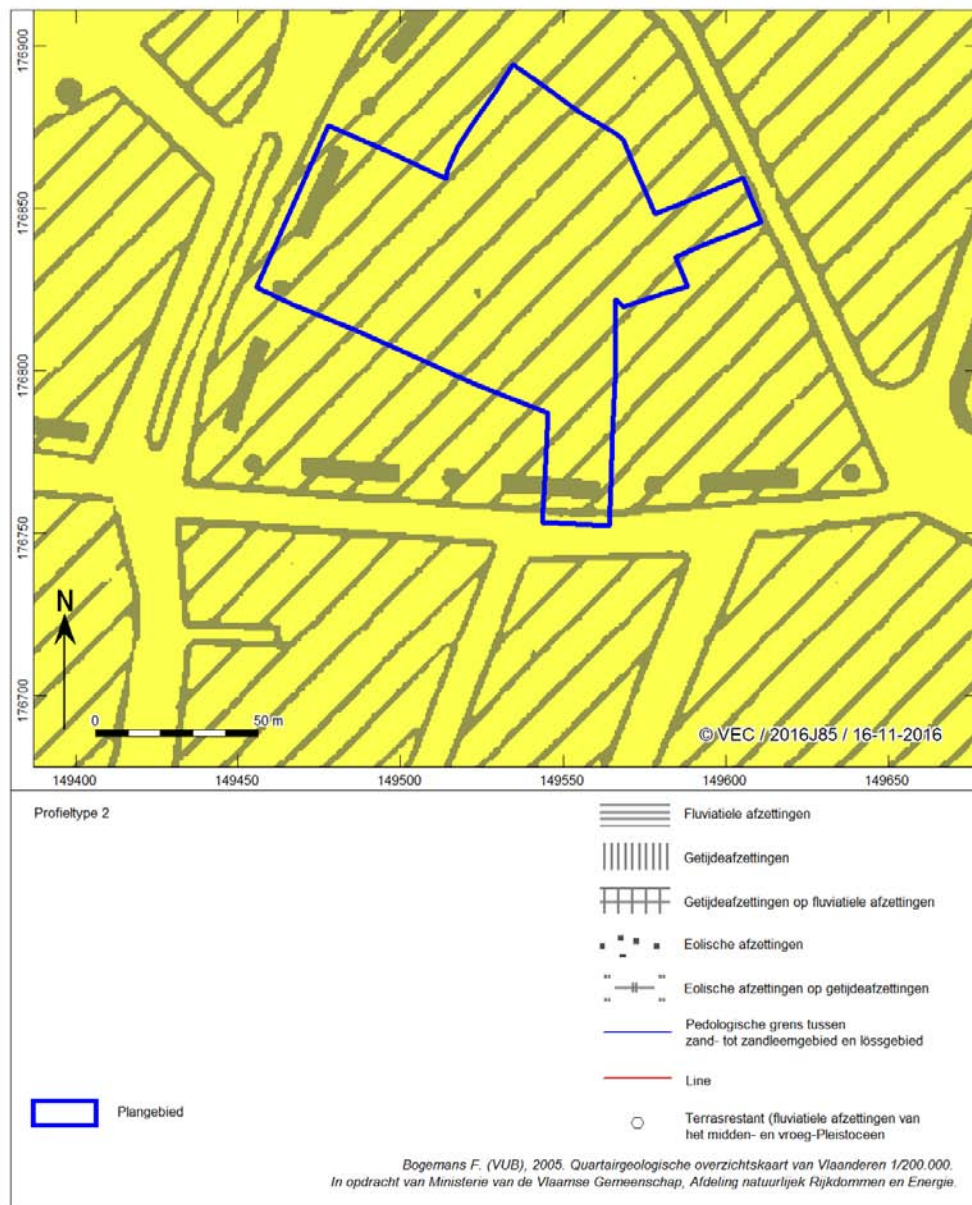 176900
176850
176800
176750
176700
N
0 50 m
© VEC / 2016J85 / 16-11-2016
149400 149450 149500 149550 149600 149650
Profieltype 2
Fluviatiele afzettingen
Getijdeafzettingen
Getijdeafzettingen op fluviatiele afzettingen
Eolische afzettingen
Eolische afzettingen op getijdeafzettingen
Pedologische grens tussen
zand- tot zandleemgebied en lössgebied
Line
Plangebied
Terrasrestant (fluviatiele afzettingen van
het midden- en vroeg-Pleistoceen
Bogemans F. (VUB), 2005. Quartairgeologische overzichtskaart van Vlaanderen 1/200.000.
In opdracht van Ministerie van de Vlaamse Gemeenschap, Afdeling natuurlijek Rijkdommen en Energie.